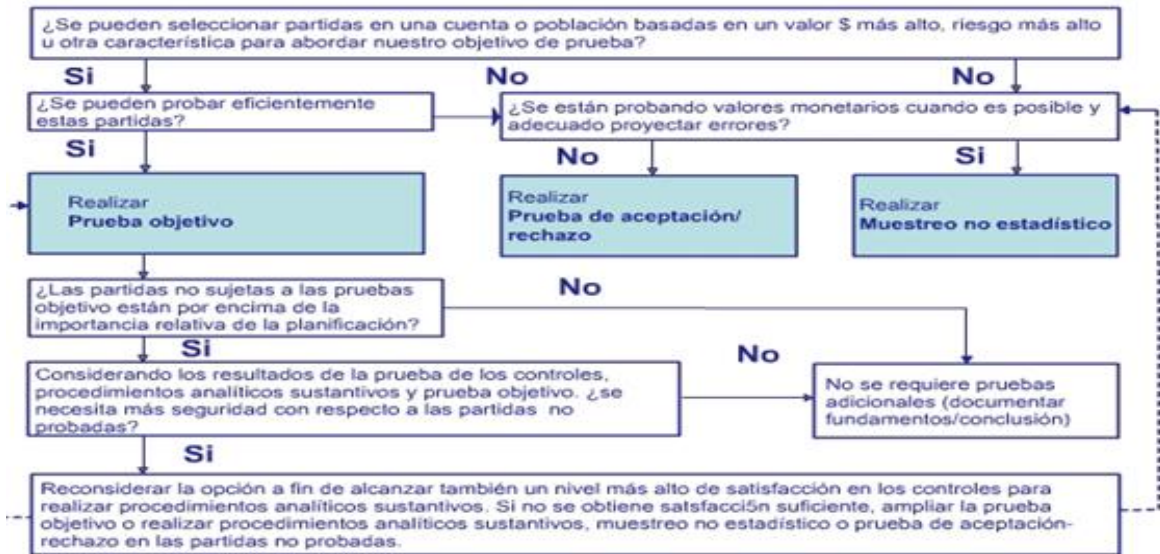 ¿Se pueden seleccionar partidas en una cuenta o población basadas en un valor $ más alto, riesgo más alto
u otra característica para abordar nuestro objetivo de prueba?
Si
No
No
¿Se pueden probar eficientemente
estas partidas?
¿Se están probando valores monetarios cuando es posible y
adecuado proyectar errores?
Si
No
Si
Realizar
Prueba objetivo
Realizar
Prueba de aceptación/
rechazo
Realizar
Muestreo no estadístico
¿Las partidas no sujetas a las pruebas
objetivo están por encima de la
importancia relativa de la planificación?
No
Si
No
Considerando los resultados de la prueba de los controles,
procedimientos analíticos sustantivos y prueba objetivo. ¿se
necesita más seguridad con respecto a las partidas no
probadas?
No se requiere pruebas
adicionales (documentar
fundamentos/conclusión)
Si
Reconsiderar la opción a fin de alcanzar también un nivel más alto de satisfacción en los controles para
realizar procedimientos analíticos sustantivos. Si no se obtiene satsfacci5n suficiente, ampliar la prueba
objetivo o realizar procedimientos analíticos sustantivos, muestreo no estadístico o prueba de aceptación-
rechazo en las partidas no probadas.